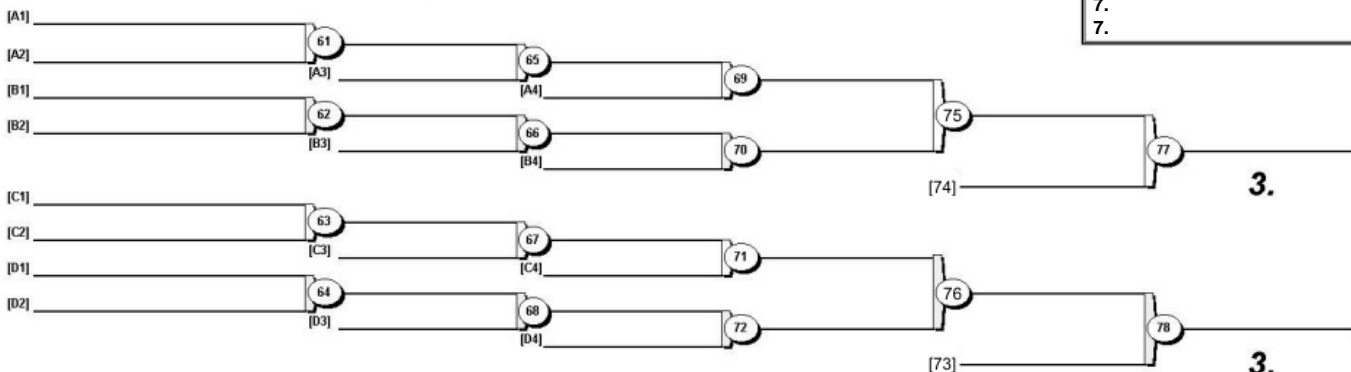 7.
7.
[A1]
61
[A2]
[A3]
65
[A4]
69
[B1]
62
[B2]
[B3]
66
[B4]
70
75
77
[74]
3.
[C1]
63
[C2]
[C3]
67
[C4]
71
[D1]
64
[D2]
[D3]
68
[D4]
72
76
78
[73]
3.